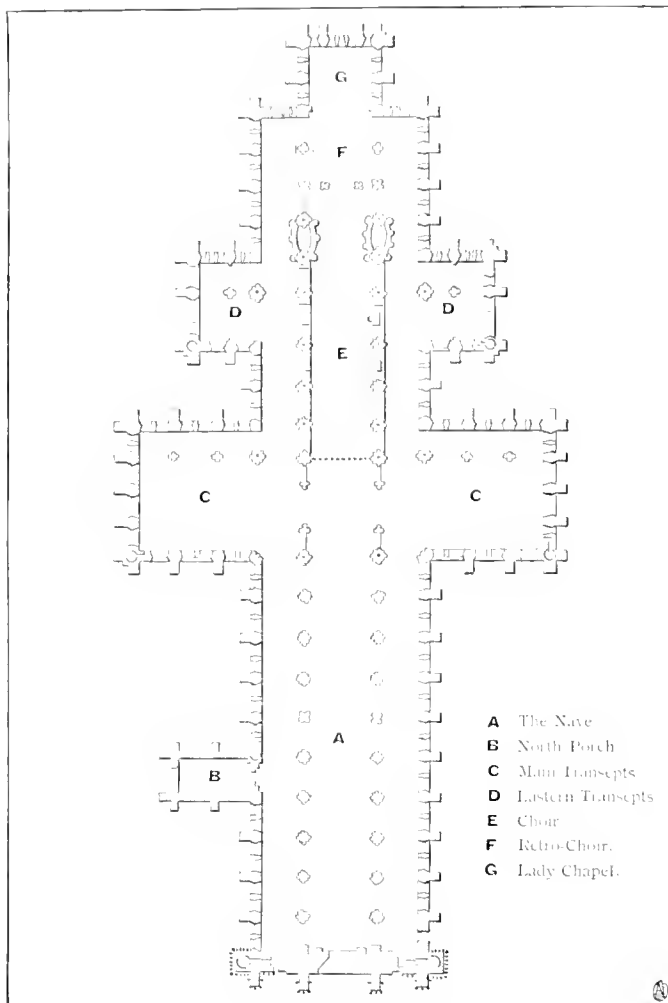 G
F
D
D
E
C
C
A
B
A The Nave
B North Porch
C Main Transepts
D Eastern Transepts
E Choir
F Retro-Choir.
G Lady Chapel.